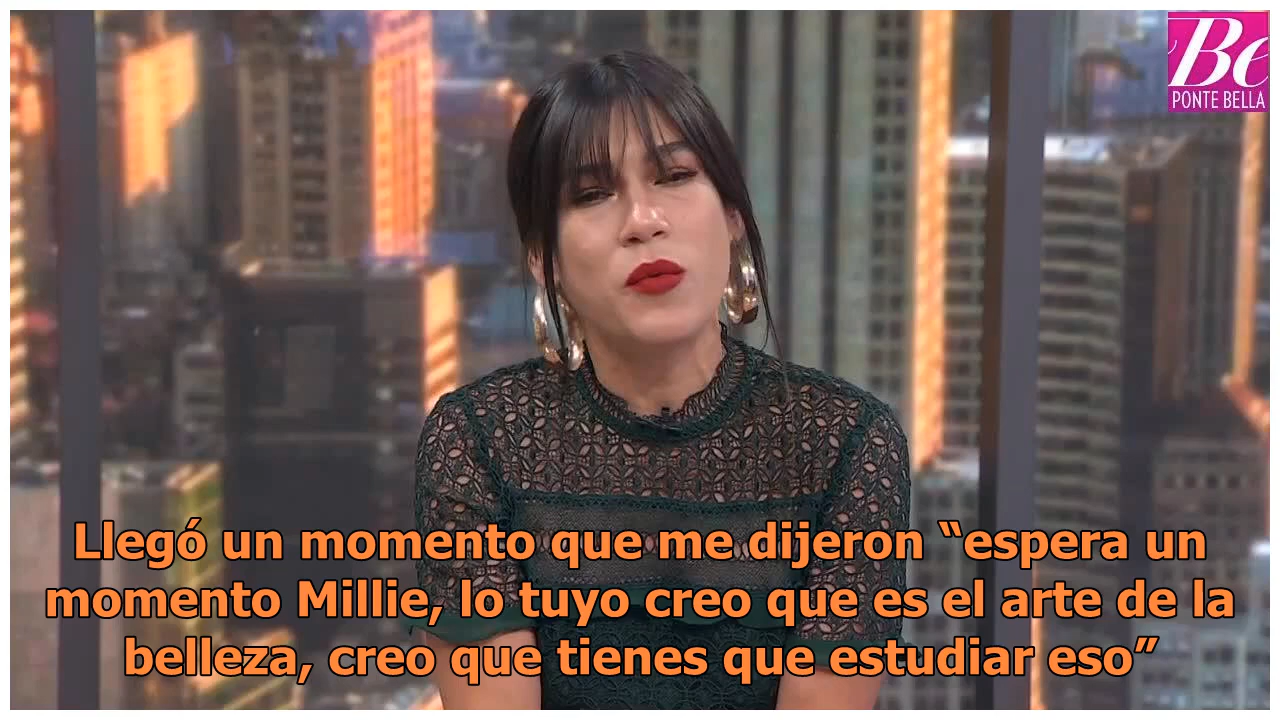 Be
PONTE BELLA
Llegó un momento que me dijeron “espera un
momento Millie, lo tuyo creo que es el arte de la
belleza, creo que tienes que estudiar eso”